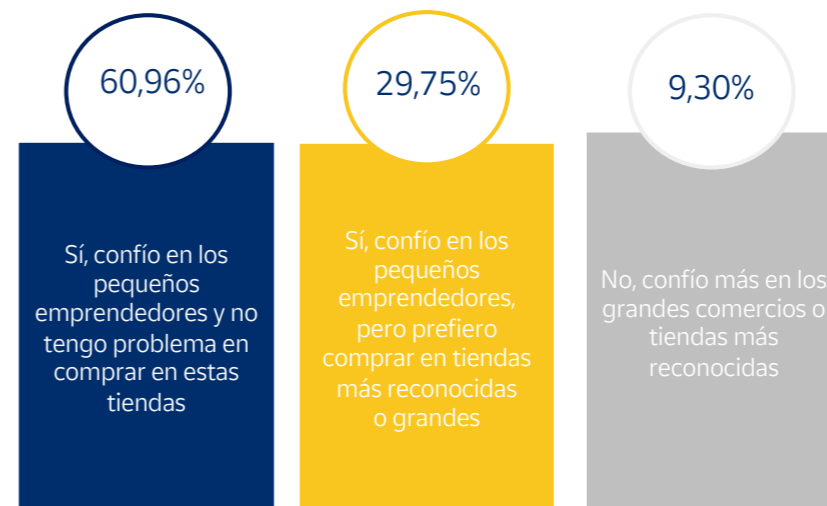 60,96%
Sí, confío en los
pequeños
emprendedores y no
tengo problema en
comprar en estas
tiendas
29,75%
Sí, confío en los
pequeños
emprendedores,
pero prefiero
comprar en tiendas
más reconocidas
o grandes
9,30%
No, confío más en los
grandes comercios o
tiendas más
reconocidas